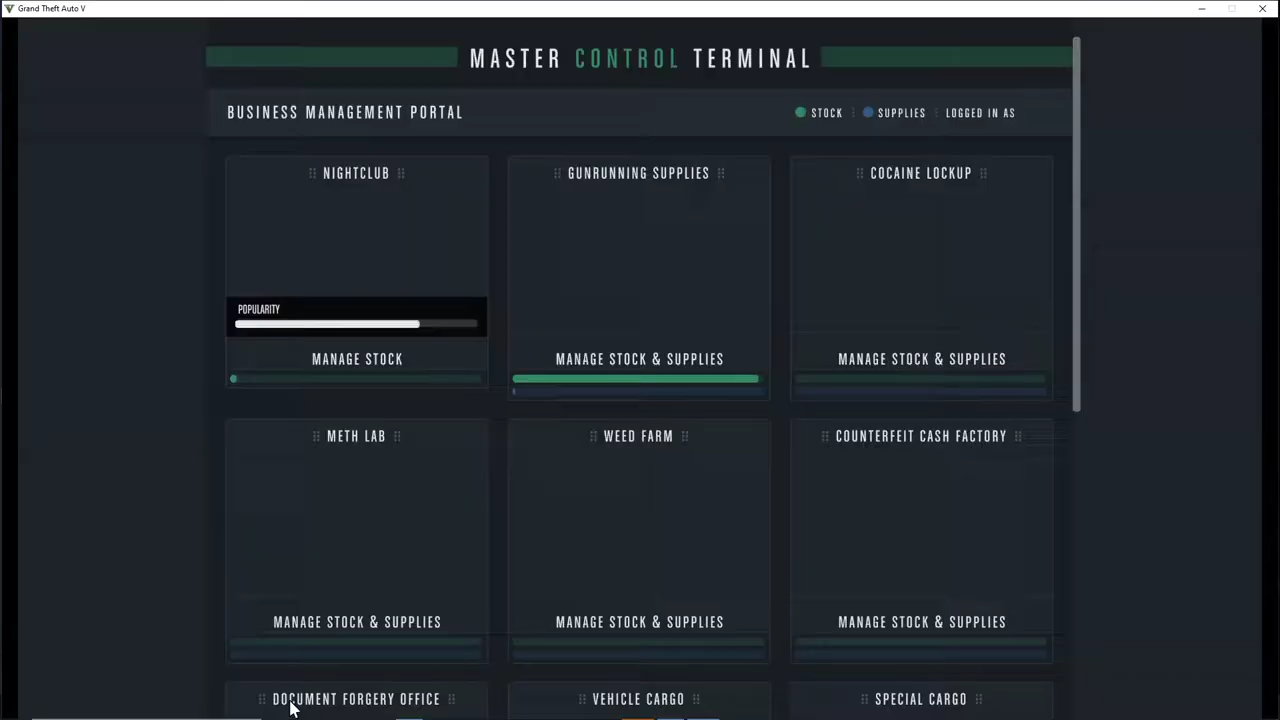 Grand Theft Auto V
MASTER CONTROL TERMINAL
BUSINESS MANAGEMENT PORTAL
STOCK
SUPPLIES
LOGGED IN AS
NIGHTCLUB
GUNRUNNING SUPPLIES
COCAINE LOCKUP
POPULARITY
MANAGE STOCK
MANAGE STOCK & SUPPLIES
MANAGE STOCK & SUPPLIES
METH LAB
WEED FARM
COUNTERFEIT CASH FACTORY
MANAGE STOCK & SUPPLIES
MANAGE STOCK & SUPPLIES
MANAGE STOCK & SUPPLIES
DOCUMENT FORGERY OFFICE
VEHICLE CARGO
SPECIAL CARGO